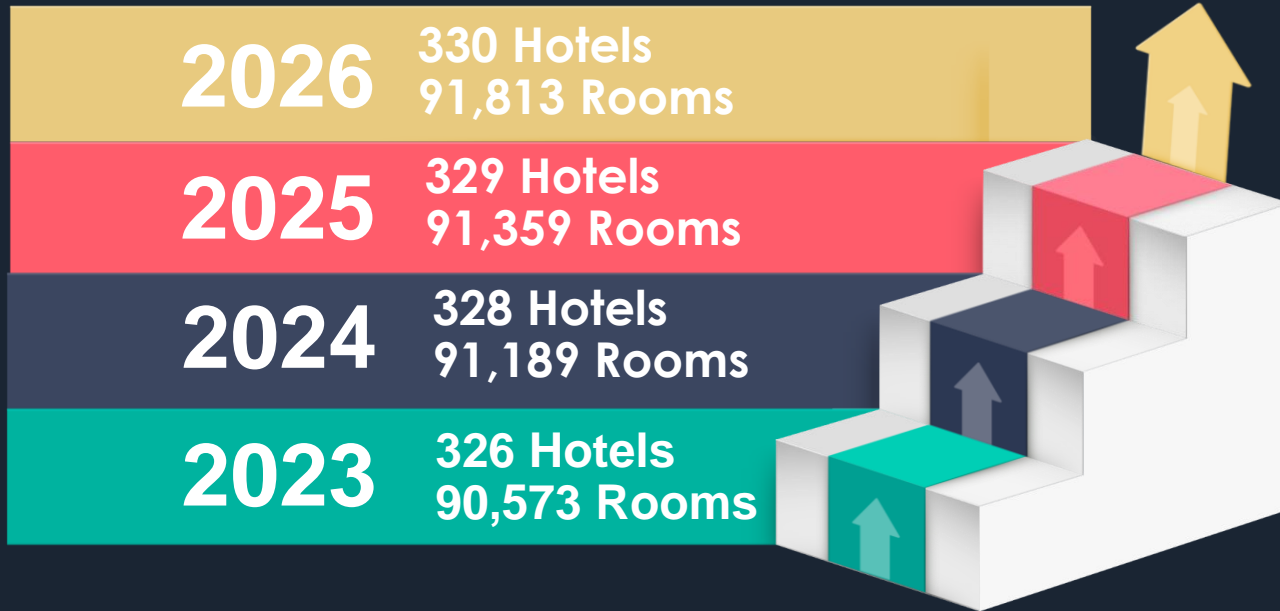 2026
330 Hotels
91,813 Rooms
2025
329 Hotels
91,359 Rooms
2024
328 Hotels
91,189 Rooms
2023
326 Hotels
90,573 Rooms